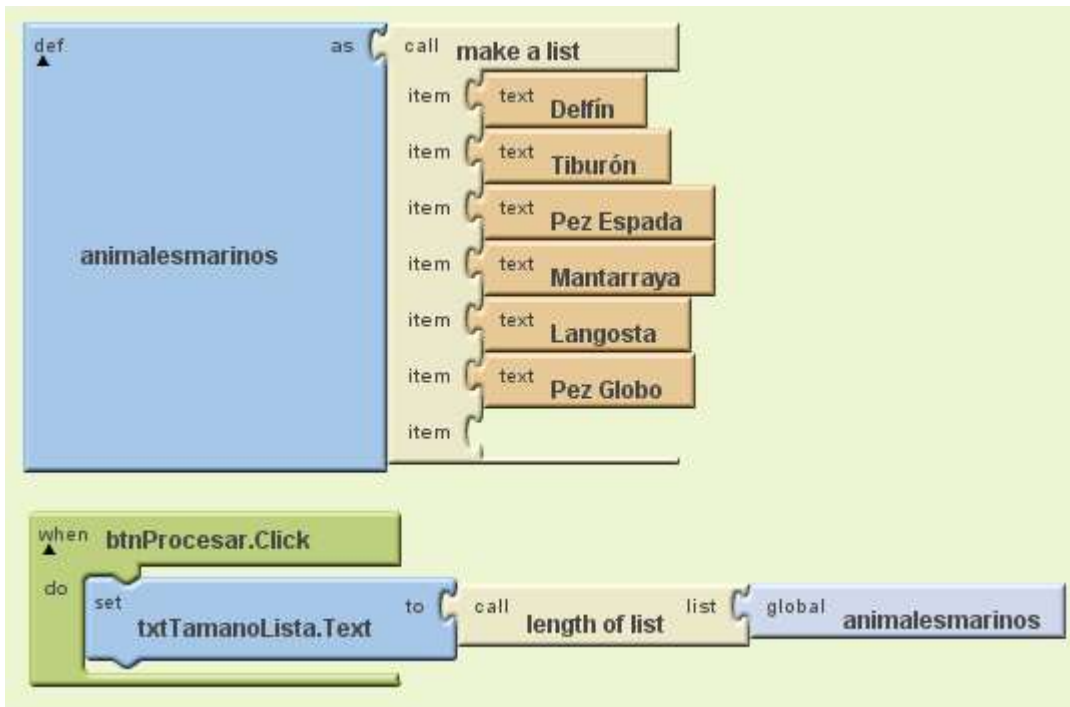 def as call make a list
item text Delfín
item text Tiburón
item text Pez Espada
animalesmarinos item text Mantarraya
item text Langosta
item text Pez Globo
item
when btnProcesar.Click
do set txtTamanoLista.Text to call length of list list global animalesmarinos